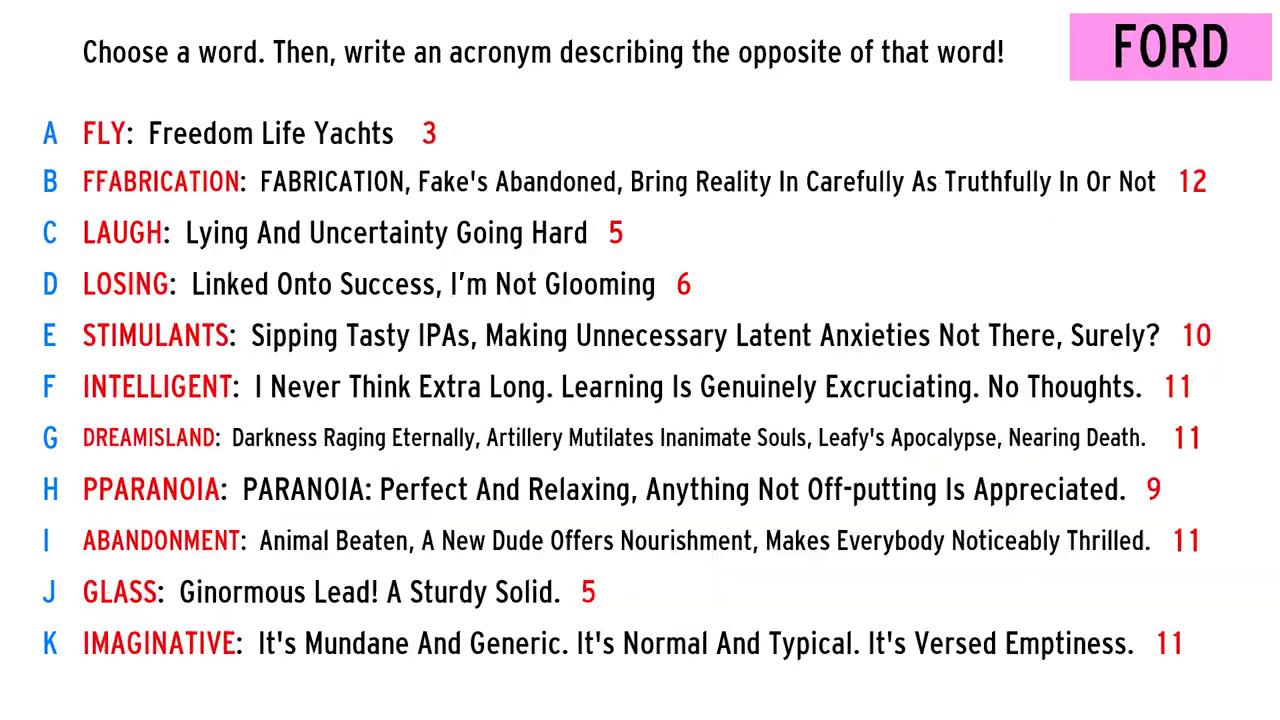 Choose a word. Then, write an acronym describing the opposite of that word!
FORD
A FLY: Freedom Life Yachts 3
B FFABRICATION: FABRICATION, Fake's Abandoned, Bring Reality In Carefully As Truthfully In Or Not 12
C LAUGH: Lying And Uncertainty Going Hard 5
D LOSING: Linked Onto Success, I’m Not Glooming 6
E STIMULANTS: Sipping Tasty IPAs, Making Unnecessary Latent Anxieties Not There, Surely? 10
F INTELLIGENT: I Never Think Extra Long. Learning Is Genuinely Excruciating. No Thoughts. 11
G DREAMISLAND: Darkness Raging Eternally, Artillery Mutilates Inanimate Souls, Leafy's Apocalypse, Nearing Death. 11
H PPARANOIA: PARANOIA: Perfect And Relaxing, Anything Not Off-putting Is Appreciated. 9
I ABANDONMENT: Animal Beaten, A New Dude Offers Nourishment, Makes Everybody Noticeably Thrilled. 11
J GLASS: Ginormous Lead! A Sturdy Solid. 5
K IMAGINATIVE: It's Mundane And Generic. It's Normal And Typical. It's Versed Emptiness. 11